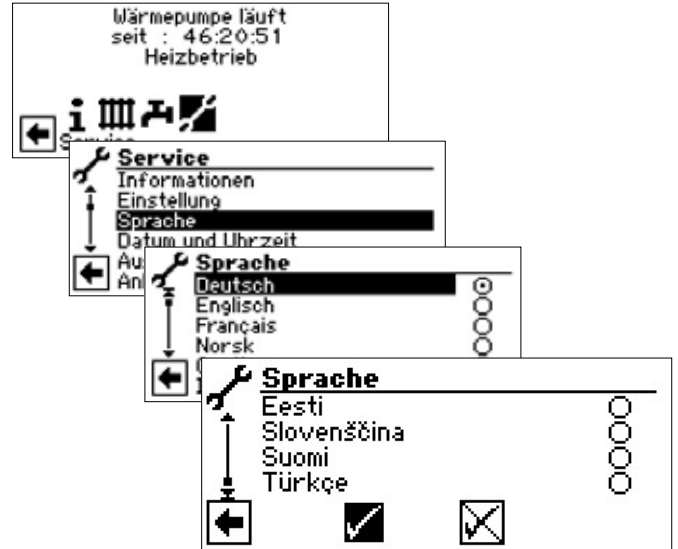 Wärmepumpe läuft
seit : 46:20:51
Heizbetrieb
Service
Informationen
Einstellung
Sprache
Datum und Uhrzeit
Sprache
Deutsch
Englisch
Français
Norsk
Sprache
Eesti
Slovenščina
Suomi
Türkçe